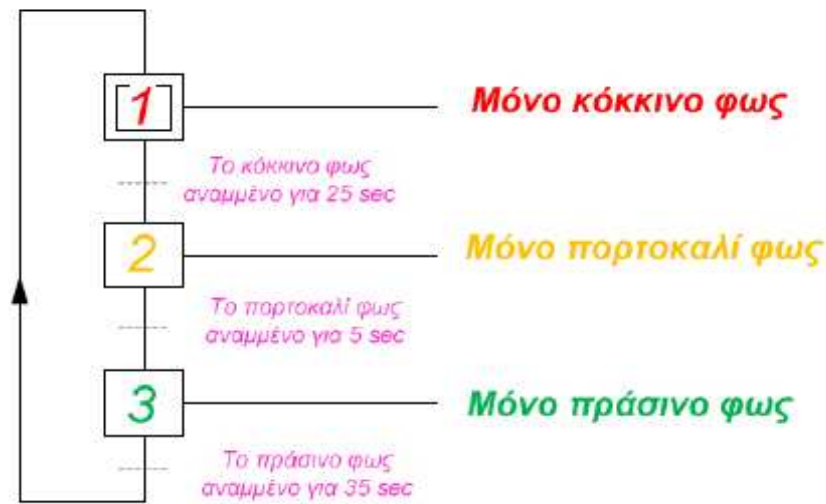 1
Μόνο κόκκινο φως
Το κόκκινο φως
αναμμένο για 25 sec
2
Μόνο πορτοκαλί φως
Το πορτοκαλί φως
αναμμένο για 5 sec
3
Μόνο πράσινο φως
Το πράσινο φως
αναμμένο για 35 sec